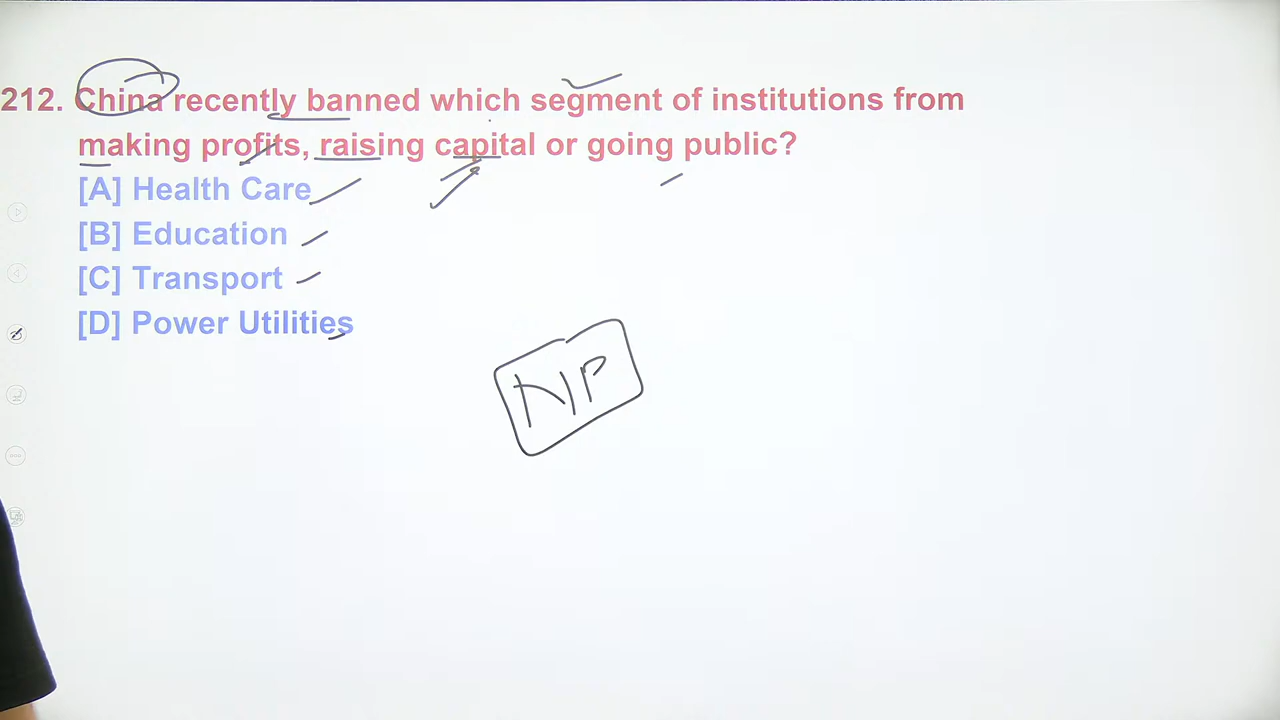 212. China recently banned which segment of institutions from
making profits, raising capital or going public?
[A] Health Care
[B] Education
[C] Transport
[D] Power Utilities
NP